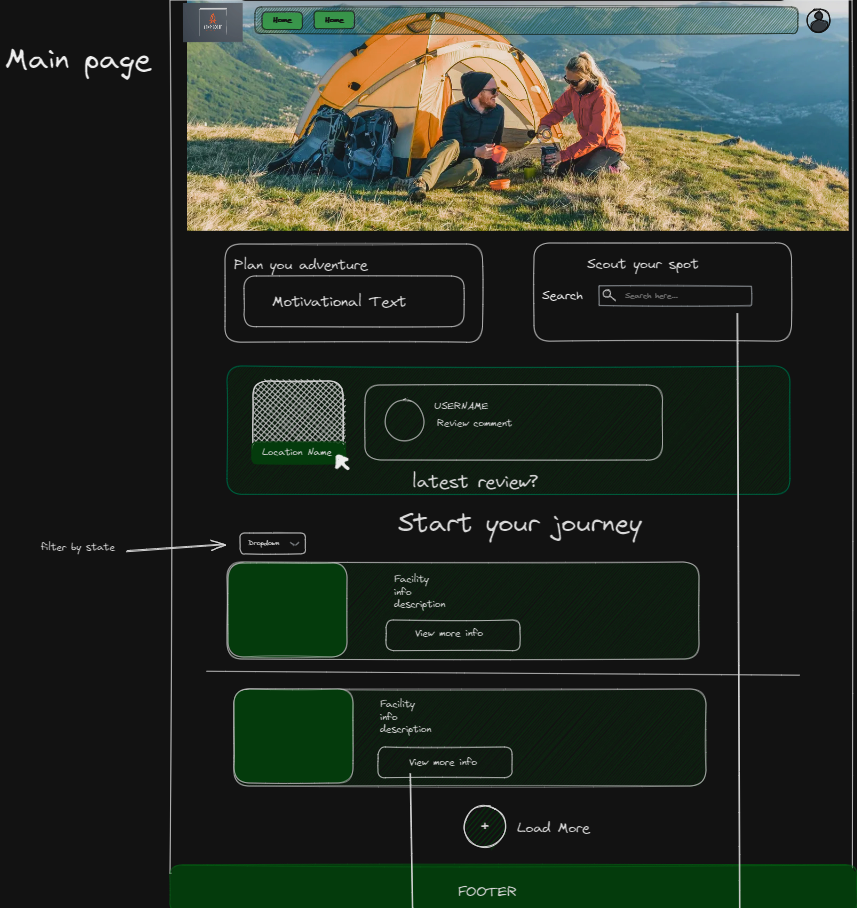 Home
Home
Main page
Plan you adventure
Motivational Text
Scout your spot
Search
Search here...
USERNAME
Review comment
Location Name
latest review?
Start your journey
filter by state
Dropdown
Facility
info
description
View more info
Facility
info
description
View more info
+
Load More
FOOTER